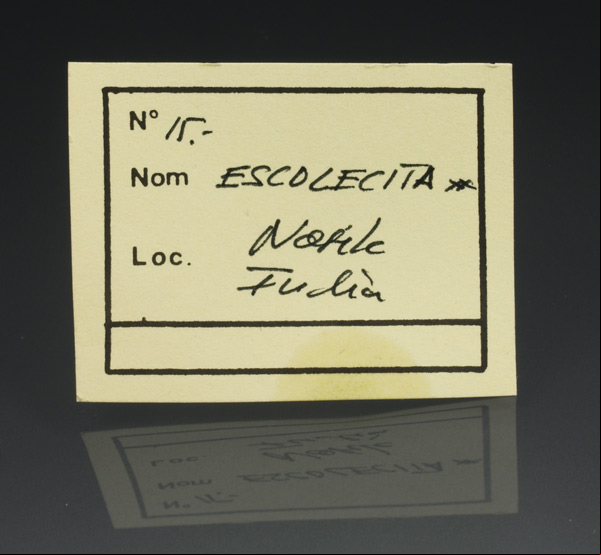 Nº 15.-
Nom ESCOLECITA *
Loc. Nasik
India